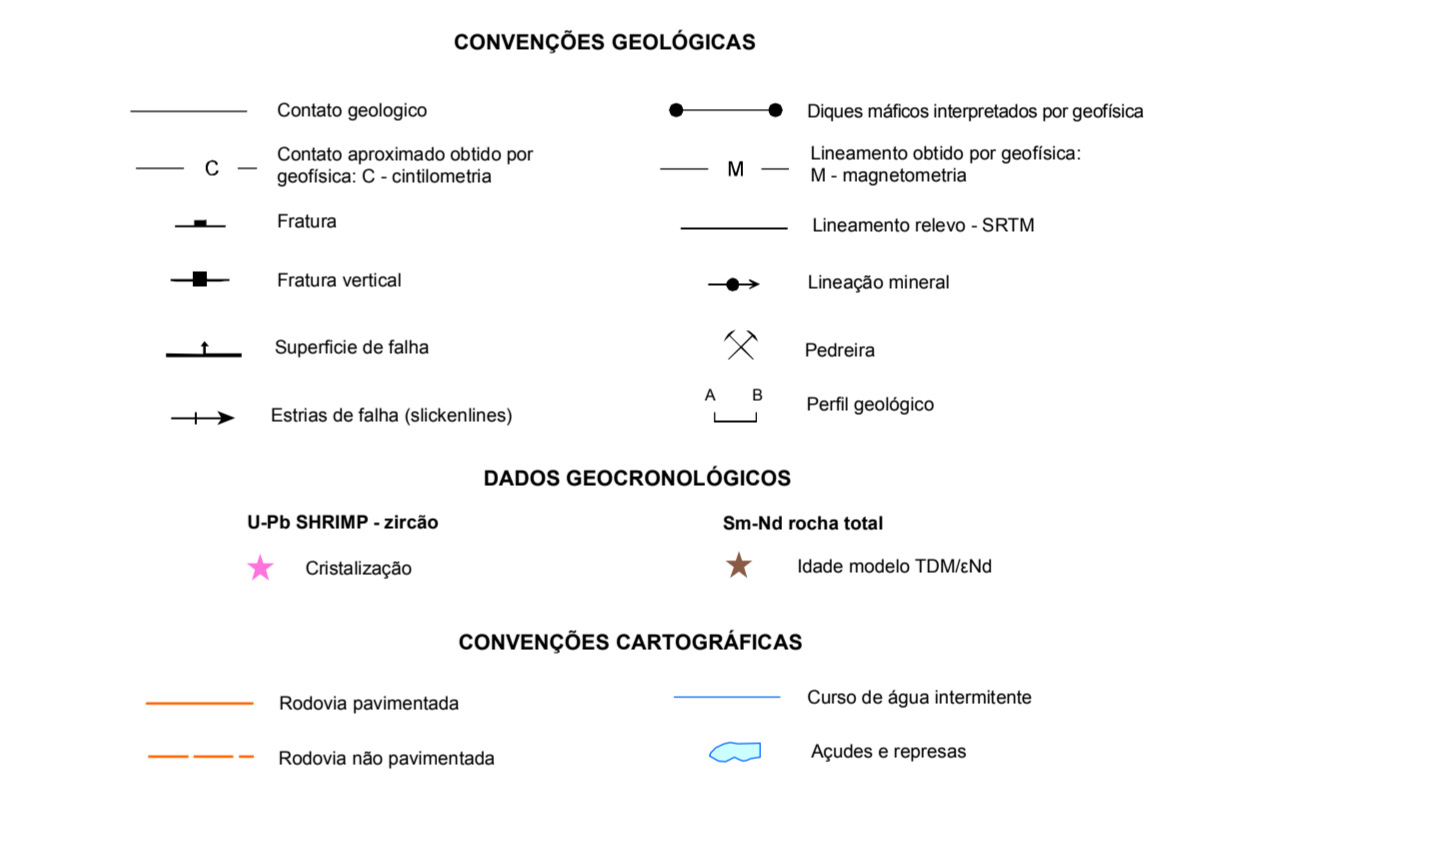 CONVENÇÕES GEOLÓGICAS
Contato geologico
Diques máficos interpretados por geofísica
C
Contato aproximado obtido por
geofísica: C - cintilometria
M
Lineamento obtido por geofísica:
M - magnetometria
Fratura
Lineamento relevo - SRTM
Fratura vertical
Lineação mineral
Superficie de falha
Pedreira
A B
Perfil geológico
Estrias de falha (slickenlines)
DADOS GEOCRONOLÓGICOS
U-Pb SHRIMP - zircão
Sm-Nd rocha total
Cristalização
Idade modelo TDM/εNd
CONVENÇÕES CARTOGRÁFICAS
Rodovia pavimentada
Curso de água intermitente
Rodovia não pavimentada
Açudes e represas